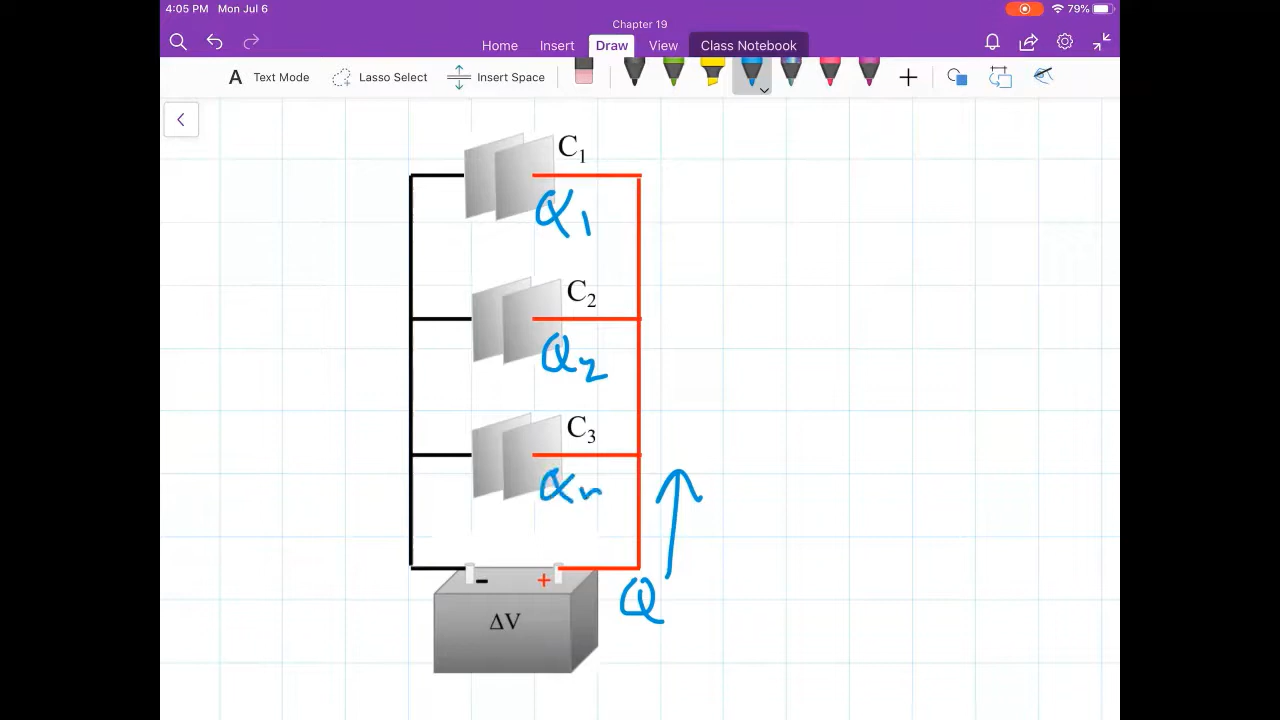 4:05 PM Mon Jul 6 79%
Chapter 19
Home Insert Draw View Class Notebook
A Text Mode Lasso Select Insert Space
C1
Q1
C2
Q2
C3
Qn
- +
Q
ΔV